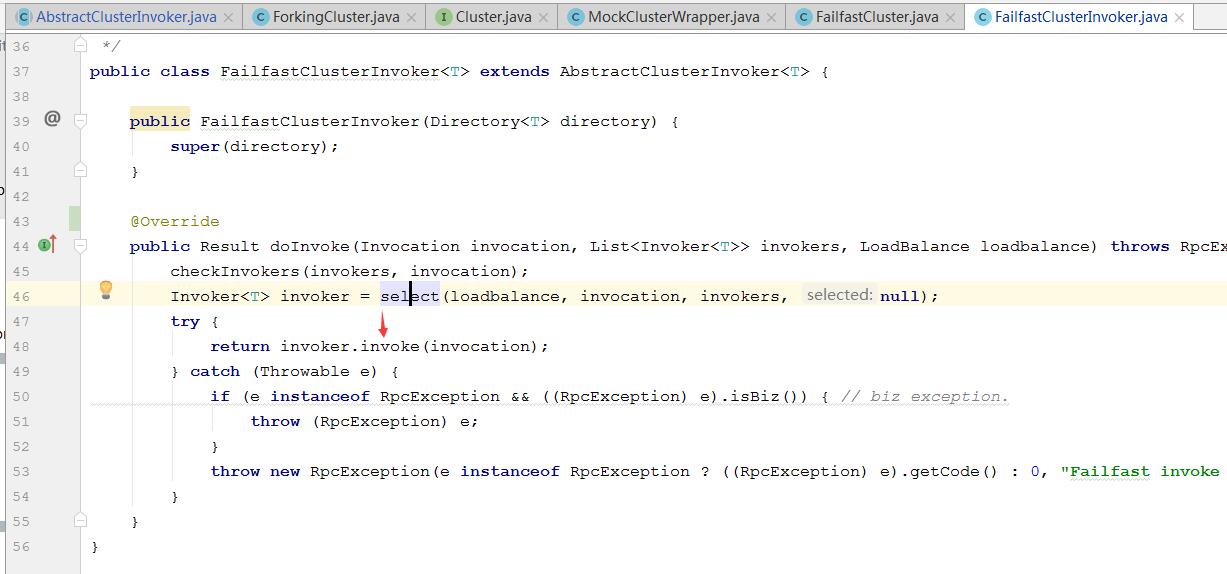 AbstractClusterInvoker.java
ForkingCluster.java
Cluster.java
MockClusterWrapper.java
FailfastCluster.java
FailfastClusterInvoker.java
36 */
37 public class FailfastClusterInvoker<T> extends AbstractClusterInvoker<T> {
38
39 @ public FailfastClusterInvoker(Directory<T> directory) {
40 super(directory);
41 }
42
43 @Override
44 public Result doInvoke(Invocation invocation, List<Invoker<T>> invokers, LoadBalance loadbalance) throws RpcEx
45 checkInvokers(invokers, invocation);
46 Invoker<T> invoker = select(loadbalance, invocation, invokers, selected: null);
47 try {
48 return invoker.invoke(invocation);
49 } catch (Throwable e) {
50 if (e instanceof RpcException && ((RpcException) e).isBiz()) { // biz exception.
51 throw (RpcException) e;
52 }
53 throw new RpcException(e instanceof RpcException ? ((RpcException) e).getCode() : 0, "Failfast invoke
54 }
55 }
56 }